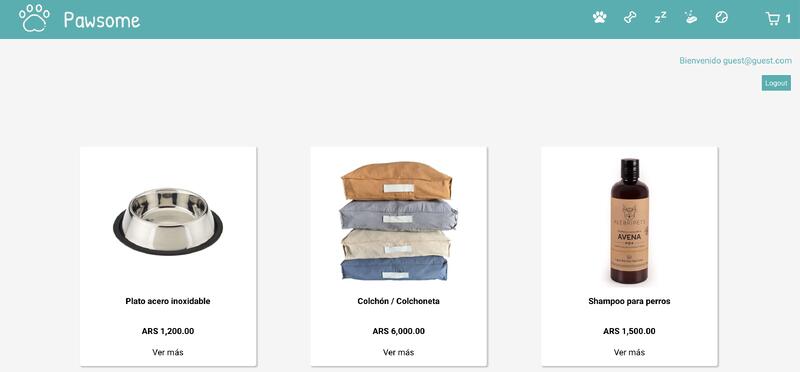 Pawsome
1
Bienvenido guest@guest.com
Logout
AVENA
Plato acero inoxidable
Colchón / Colchoneta
Shampoo para perros
ARS 1,200.00
ARS 6,000.00
ARS 1,500.00
Ver más
Ver más
Ver más